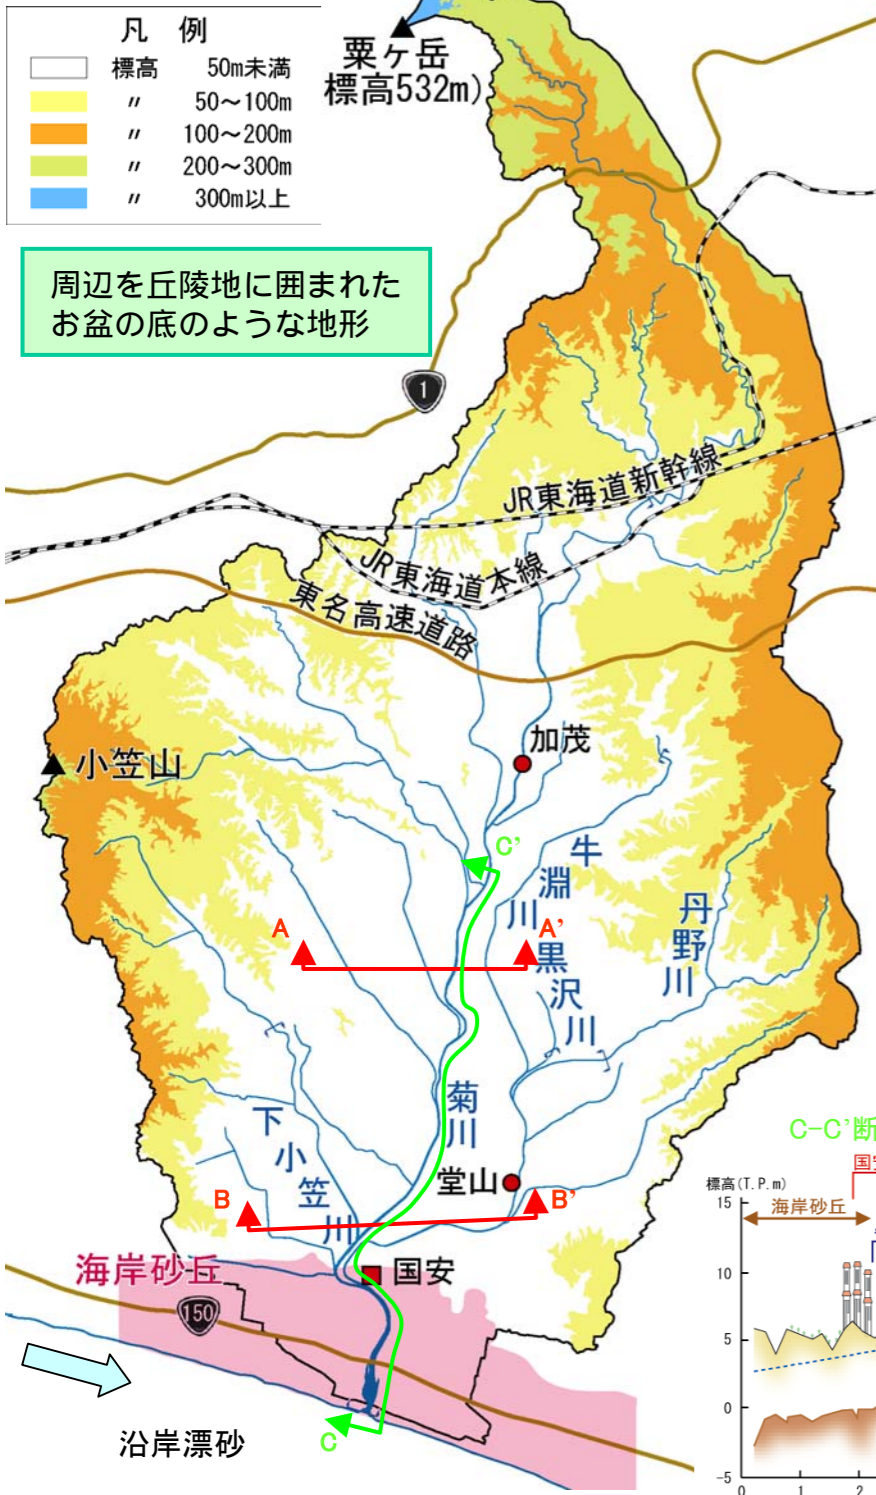 凡 例
標高 50m未満
〃 50～100m
〃 100～200m
〃 200～300m
〃 300m以上
粟ヶ岳
標高532m)
周辺を丘陵地に囲まれた
お盆の底のような地形
1
JR東海道新幹線
JR東海道本線
東名高速道路
小笠山
加茂
C'
牛淵川
A
A'
黒沢川
丹野川
菊川
下小笠川
堂山
B
B'
国安
海岸砂丘
150
沿岸漂砂
C
C-C'断
標高(T.P.m)
海岸砂丘
15
10
5
0
-5
0 1 2